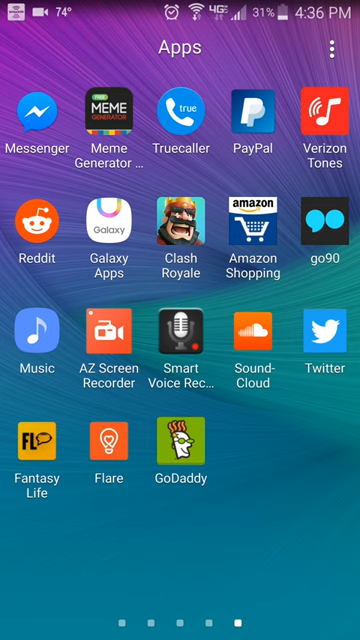 74°
4G
31%
4:36 PM
Apps
FREE
MEME
GENERATOR
true
Messenger
Meme
Generator ...
Truecaller
PayPal
Verizon
Tones
Galaxy
amazon
go90
Reddit
Galaxy
Apps
Clash
Royale
Amazon
Shopping
Music
AZ Screen
Recorder
Smart
Voice Rec...
Sound-
Cloud
Twitter
FL
Fantasy
Life
Flare
GoDaddy